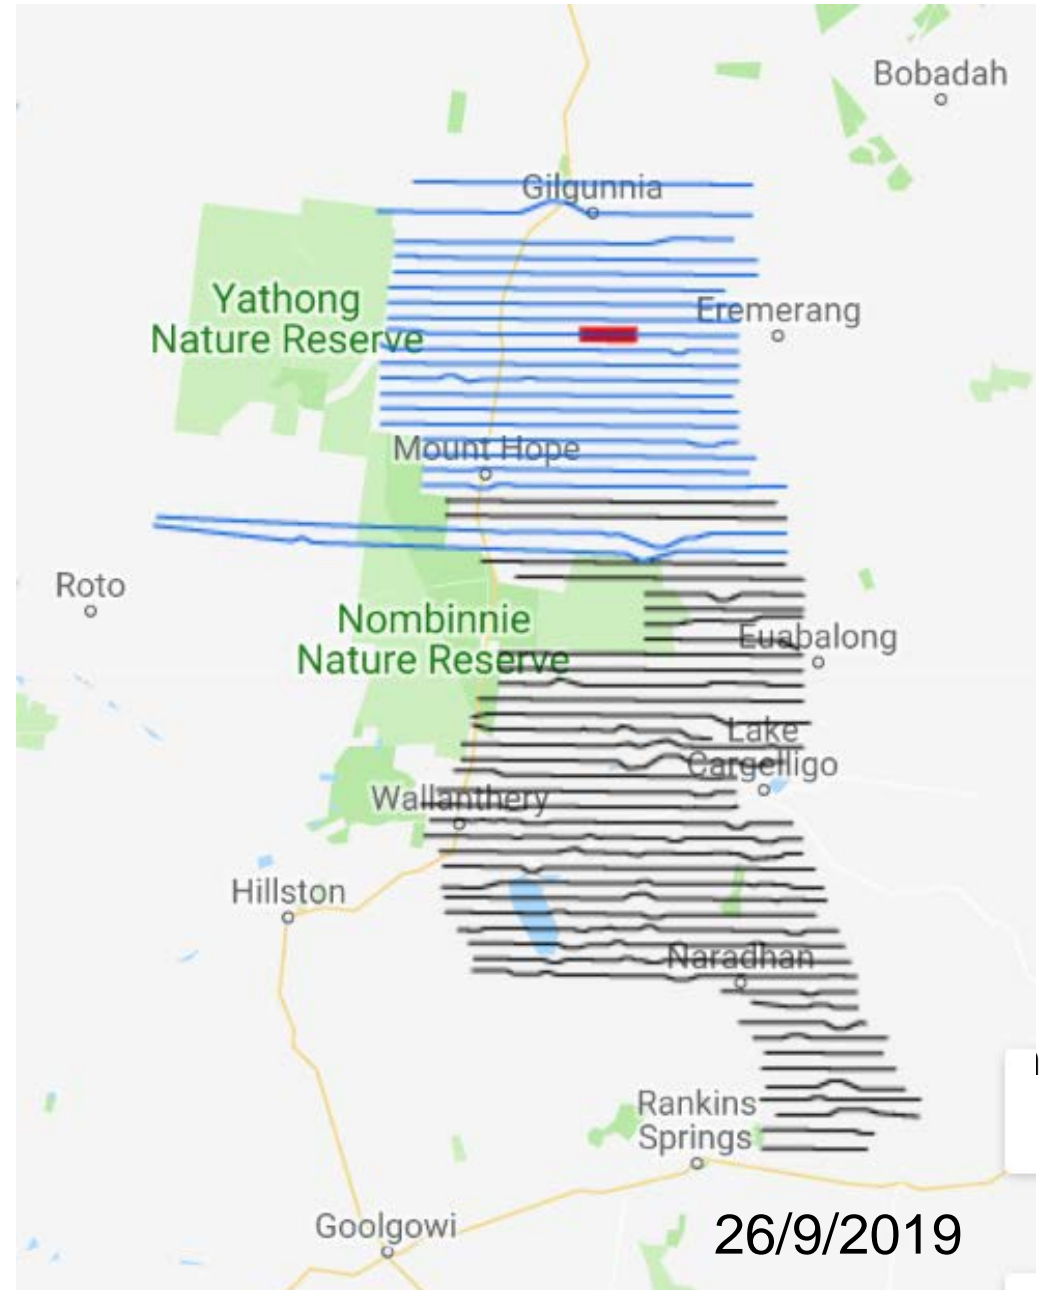 Bobadah
Gilgunnia
Yathong
Nature Reserve
Eremerang
Mount Hope
Roto
Nombinnie
Nature Reserve
Euabalong
Lake
Cargelligo
Wallanthery
Hillston
Naradhan
Rankins
Springs
Goolgowi
26/9/2019